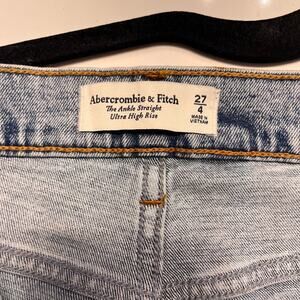 Abercrombie & Fitch
The Ankle Straight
Ultra High Rise
27
4
MADE IN
VIETNAM